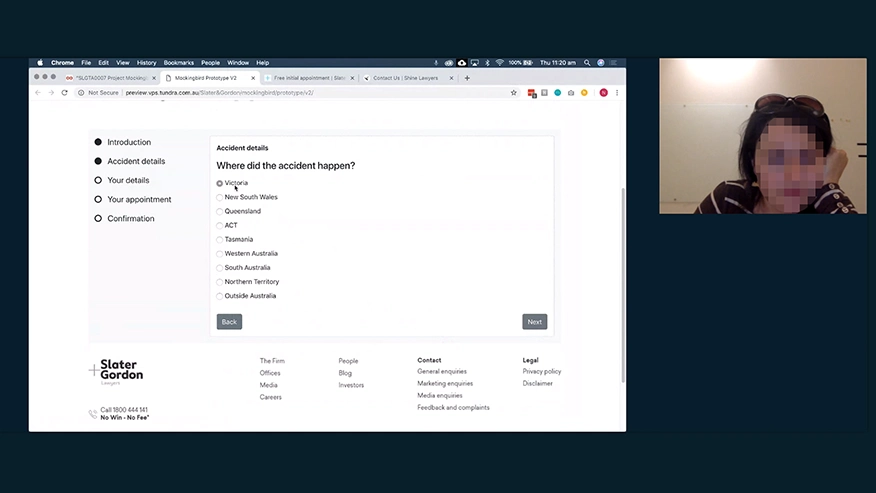 Chrome File Edit View History Bookmarks People Window Help
100% Thu 11:20 am
"SLGTA0007 Project Mocking
Mockingbird Prototype V2
Free initial appointment | Slate
Contact Us | Shine Lawyers
Not Secure | preview.vps.tundra.com.au/Slater&Gordon/mockingbird/prototype/v2/
Introduction
Accident details
Your details
Your appointment
Confirmation
Accident details
Where did the accident happen?
Victoria
New South Wales
Queensland
ACT
Tasmania
Western Australia
South Australia
Northern Territory
Outside Australia
Back
Next
Slater
Gordon
Lawyers
Call 1800 444 141
No Win - No Fee*
The Firm
Offices
Media
Careers
People
Blog
Investors
Contact
General enquiries
Marketing enquiries
Media enquiries
Feedback and complaints
Legal
Privacy policy
Disclaimer